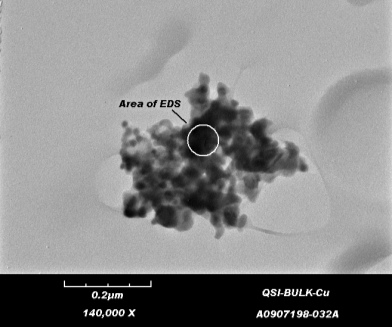 Area of EDS
0.2µm
140,000 X
QSI-BULK-Cu
A0907198-032A